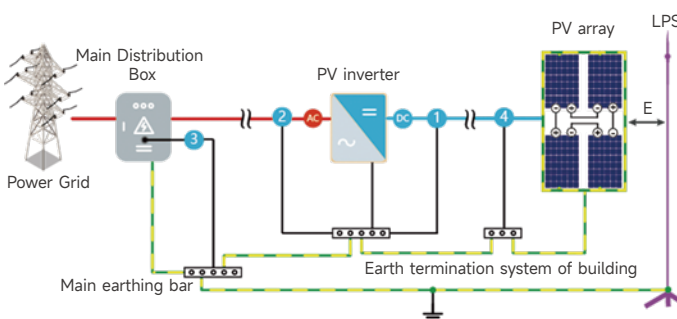 LPS
PV array
Main Distribution
Box
PV inverter
E
2
AC
DC
1
4
3
Power Grid
Earth termination system of building
Main earthing bar